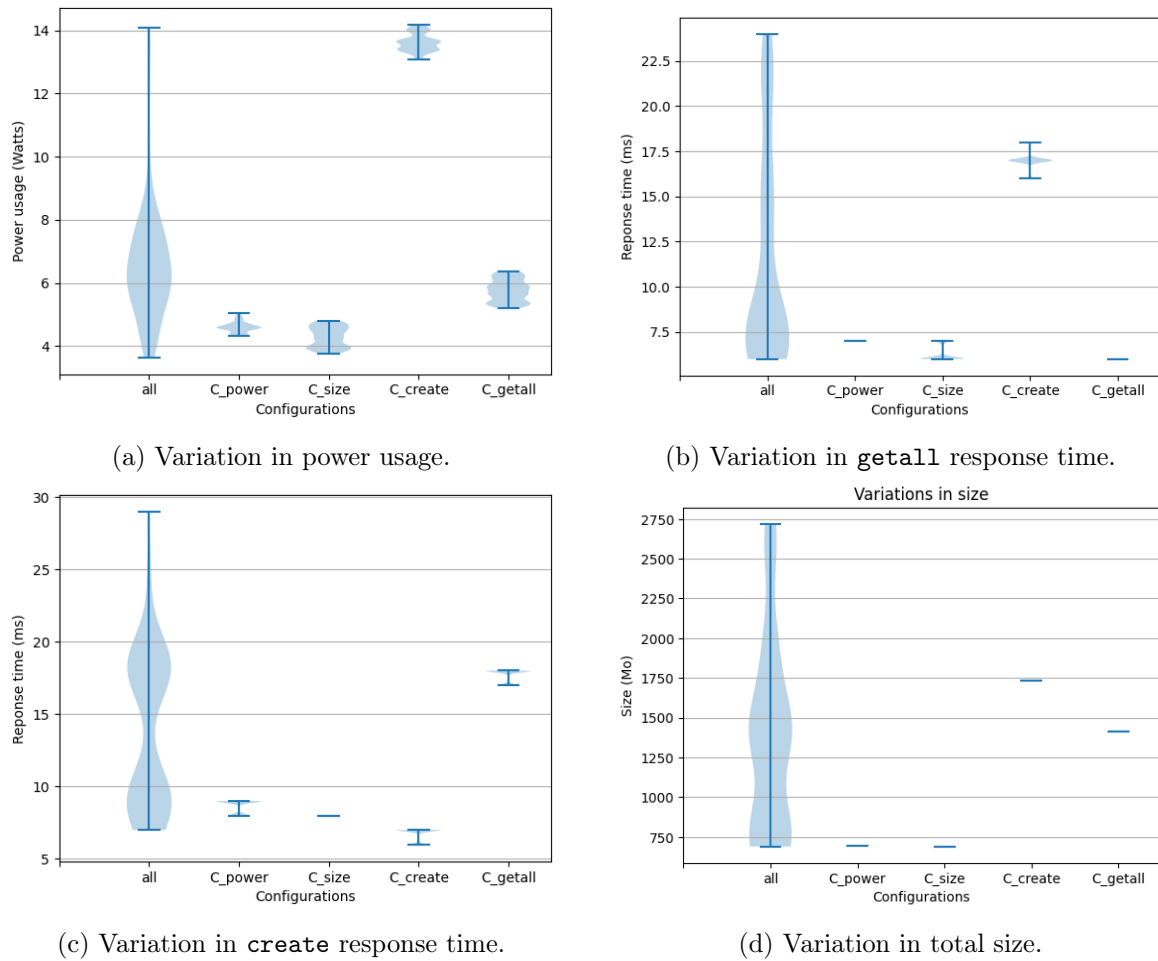 14
12
10
8
6
4
Power usage (Watts)
all C_power C_size C_create C_getall
Configurations
(a) Variation in power usage.
22.5
20.0
17.5
15.0
12.5
10.0
7.5
Reponse time (ms)
all C_power C_size C_create C_getall
Configurations
(b) Variation in getall response time.
30
25
20
15
10
5
Reponse time (ms)
all C_power C_size C_create C_getall
Configurations
(c) Variation in create response time.
Variations in size
2750
2500
2250
2000
1750
1500
1250
1000
750
Size (Mo)
all C_power C_size C_create C_getall
Configurations
(d) Variation in total size.